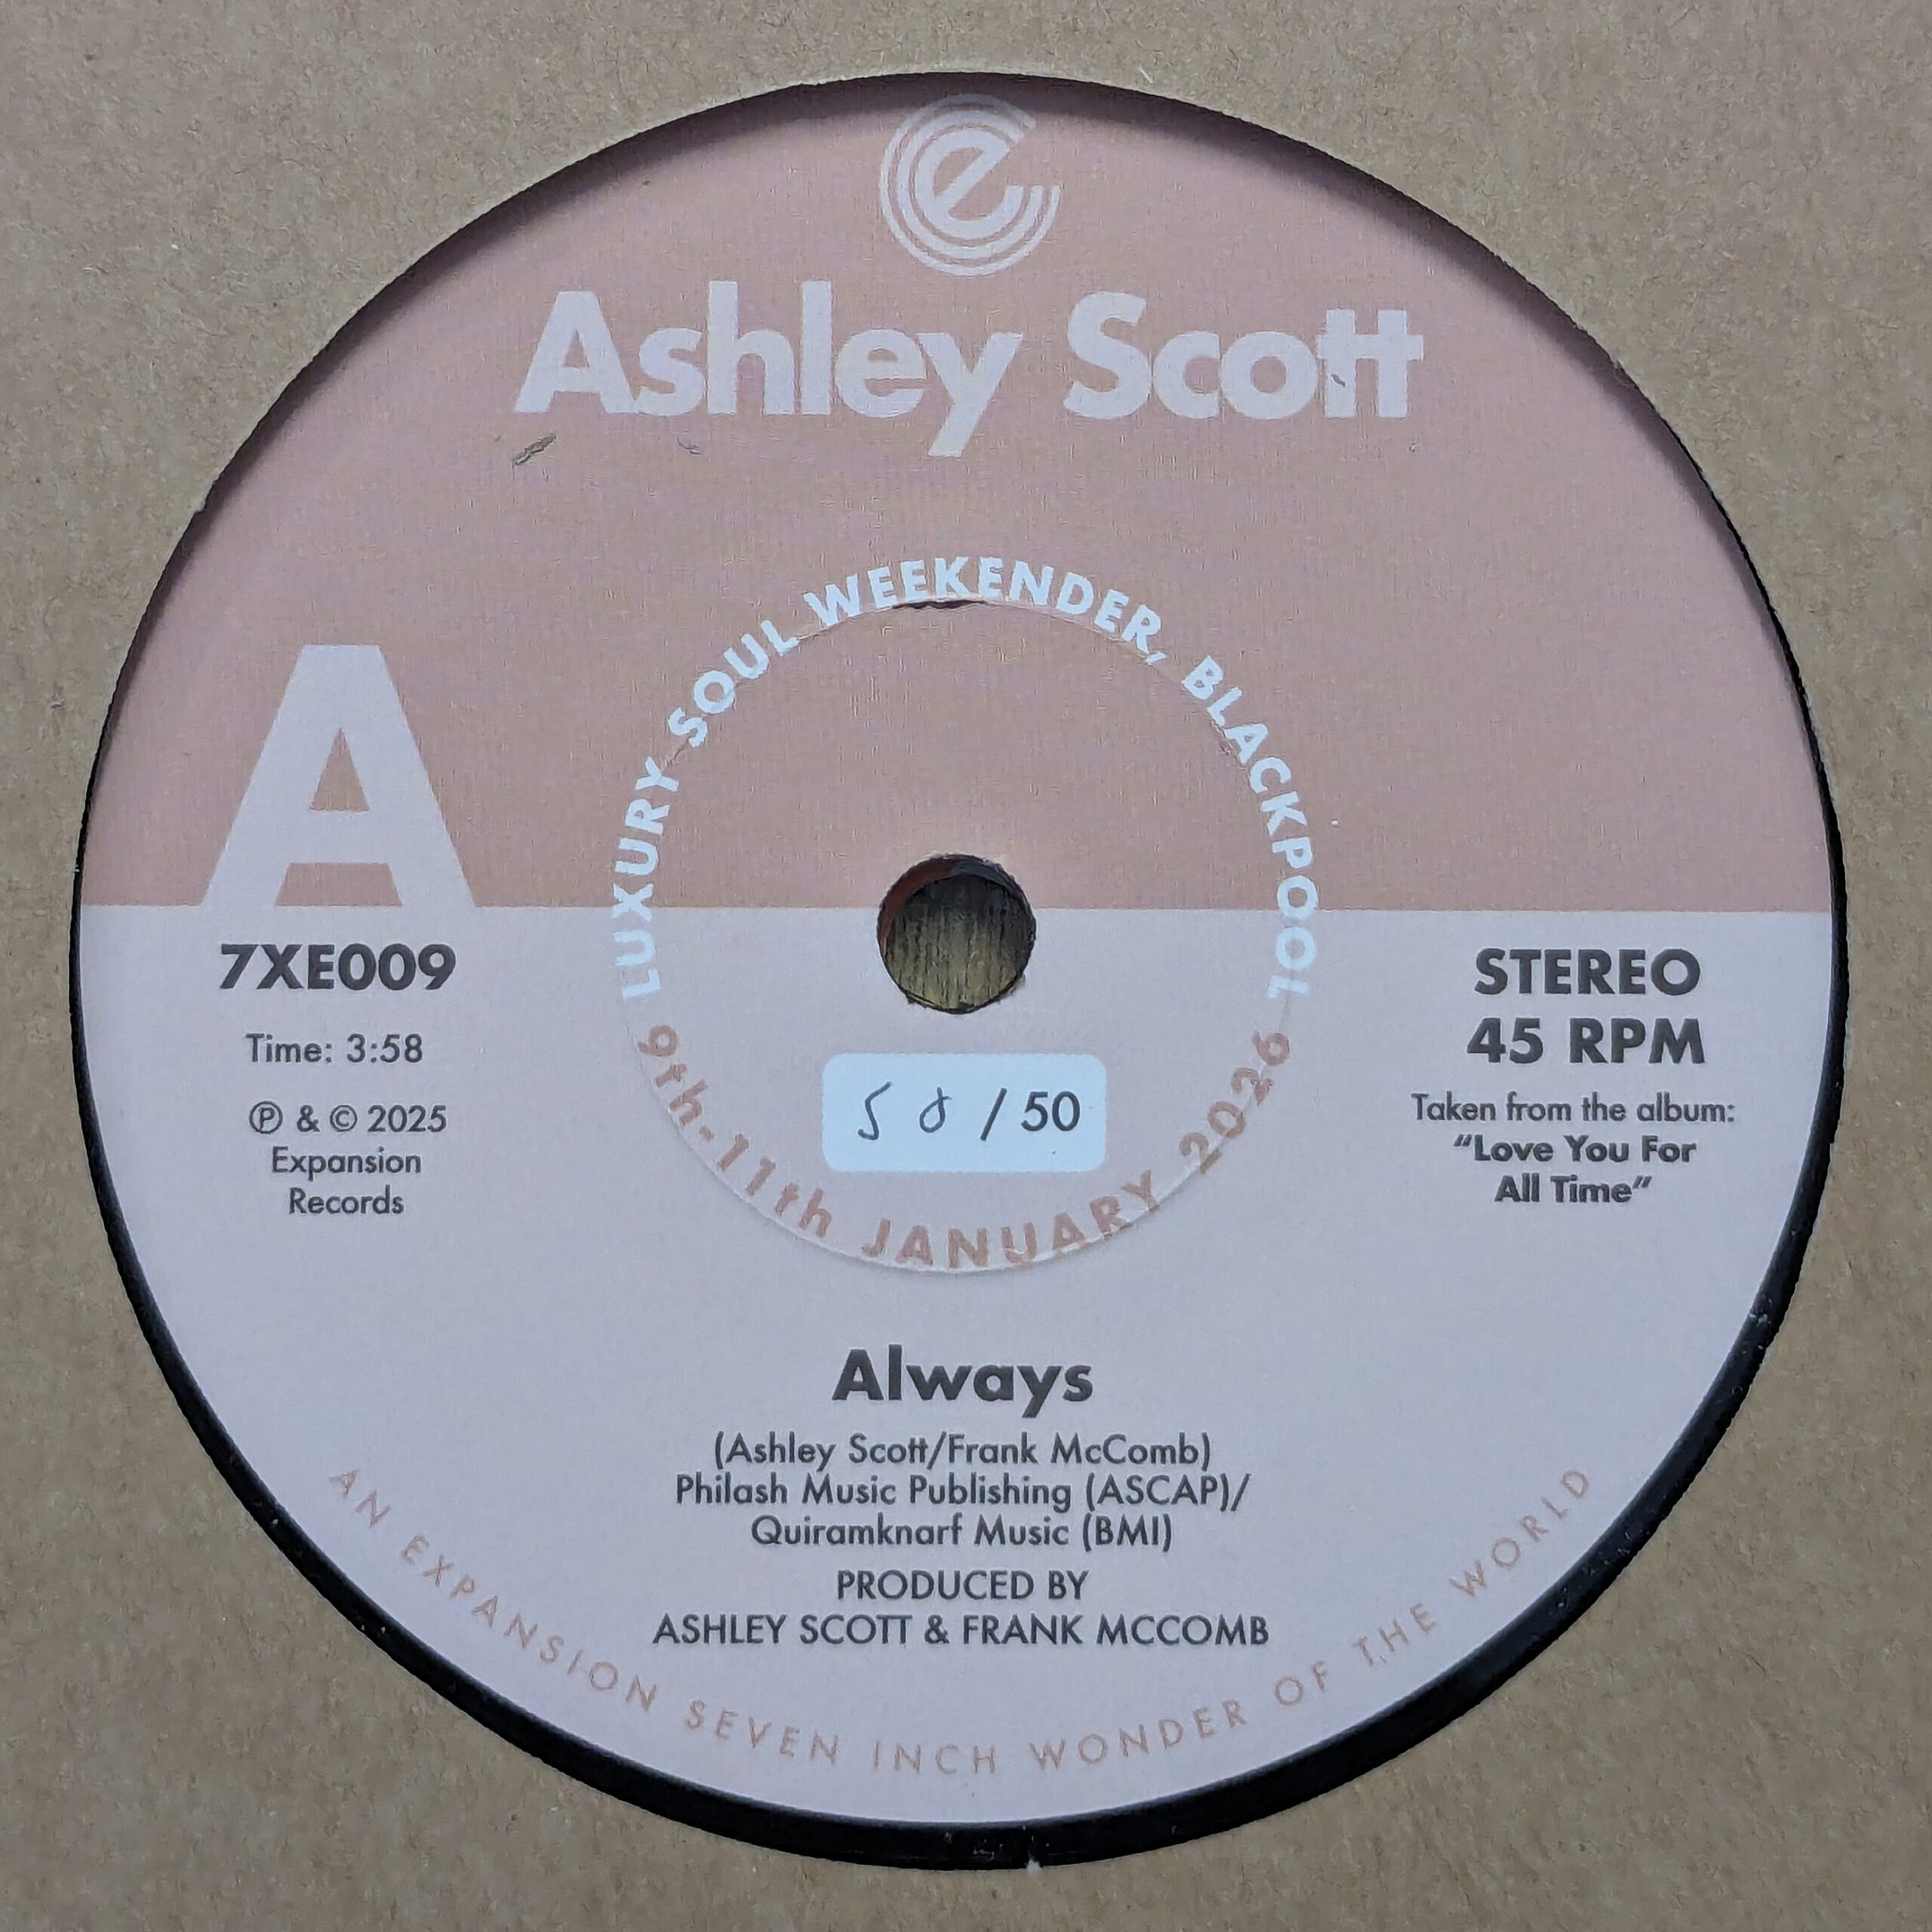 e
Ashley Scott
LUXURY SOUL WEEKENDER, BLACKPOOL
9th-11th JANUARY 2026
A
7XE009
Time: 3:58
℗ & © 2025
Expansion
Records
50 / 50
STEREO
45 RPM
Taken from the album:
“Love You For
All Time”
Always
(Ashley Scott/Frank McComb)
Philash Music Publishing (ASCAP)/
Quiramknarf Music (BMI)
PRODUCED BY
ASHLEY SCOTT & FRANK MCCOMB
AN EXPANSION SEVEN INCH WONDER OF THE WORLD